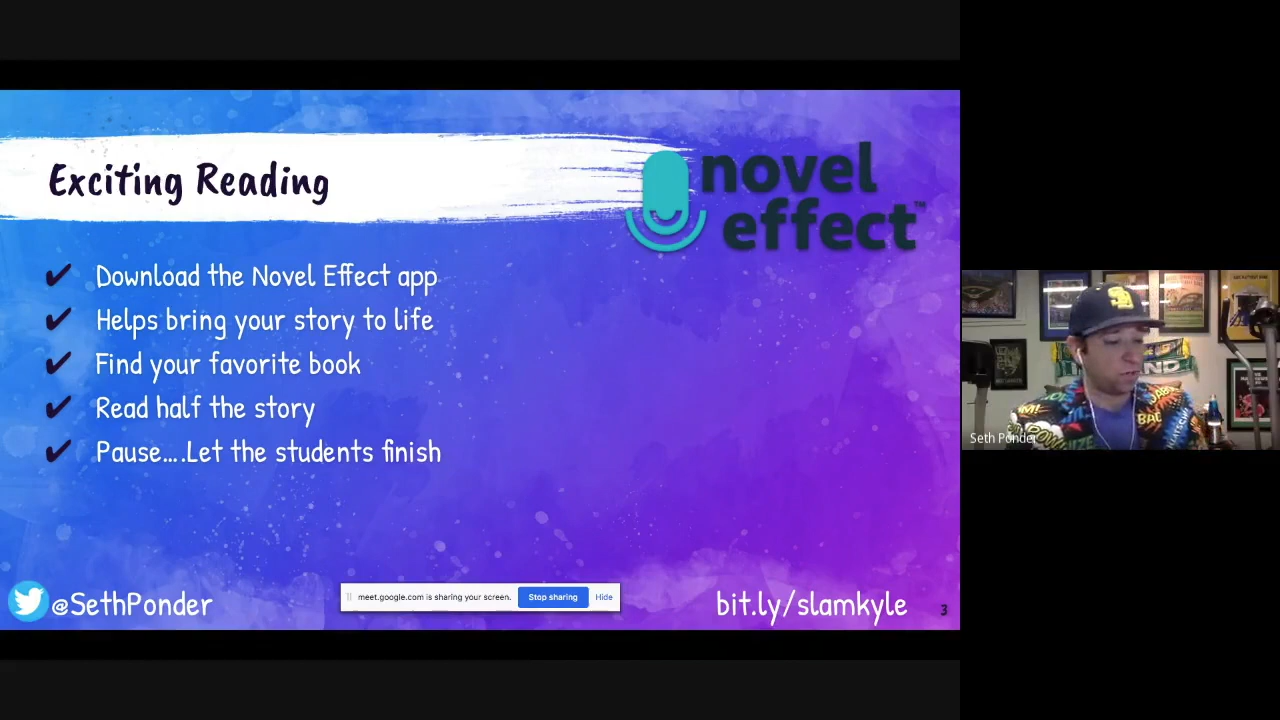 Exciting Reading
novel
effect™
✔ Download the Novel Effect app
✔ Helps bring your story to life
✔ Find your favorite book
✔ Read half the story
✔ Pause....Let the students finish
@SethPonder
meet.google.com is sharing your screen.
Stop sharing
Hide
bit.ly/slamkyle
3
Seth Ponder